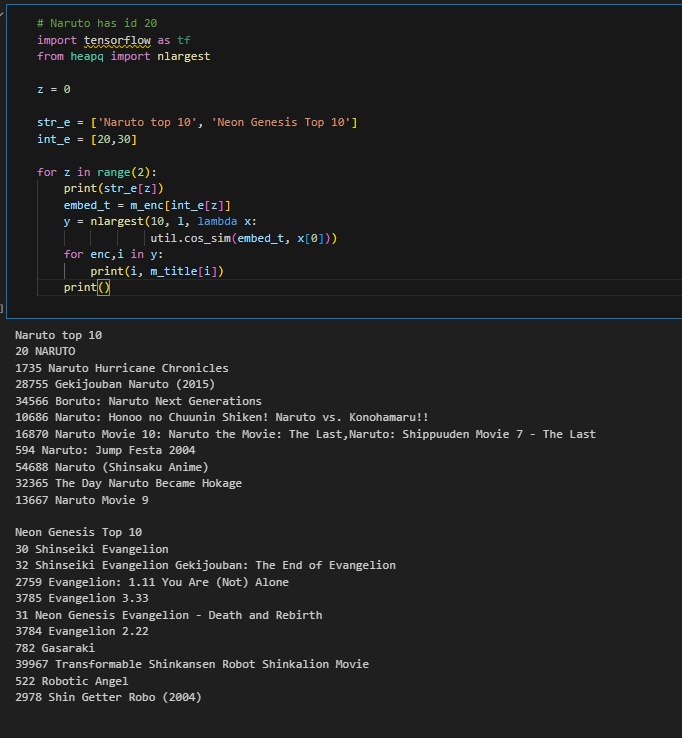 # Naruto has id 20
import tensorflow as tf
from heapq import nlargest
z = 0
str_e = ['Naruto top 10', 'Neon Genesis Top 10']
int_e = [20,30]
for z in range(2):
    print(str_e[z])
    embed_t = m_enc[int_e[z]]
    y = nlargest(10, l, lambda x:
                 util.cos_sim(embed_t, x[0]))
    for enc,i in y:
        print(i, m_title[i])
    print()
]
Naruto top 10
20 NARUTO
1735 Naruto Hurricane Chronicles
28755 Gekijouban Naruto (2015)
34566 Boruto: Naruto Next Generations
10686 Naruto: Honoo no Chuunin Shiken! Naruto vs. Konohamaru!!
16870 Naruto Movie 10: Naruto the Movie: The Last,Naruto: Shippuuden Movie 7 - The Last
594 Naruto: Jump Festa 2004
54688 Naruto (Shinsaku Anime)
32365 The Day Naruto Became Hokage
13667 Naruto Movie 9
Neon Genesis Top 10
30 Shinseiki Evangelion
32 Shinseiki Evangelion Gekijouban: The End of Evangelion
2759 Evangelion: 1.11 You Are (Not) Alone
3785 Evangelion 3.33
31 Neon Genesis Evangelion - Death and Rebirth
3784 Evangelion 2.22
782 Gasaraki
39967 Transformable Shinkansen Robot Shinkalion Movie
522 Robotic Angel
2978 Shin Getter Robo (2004)